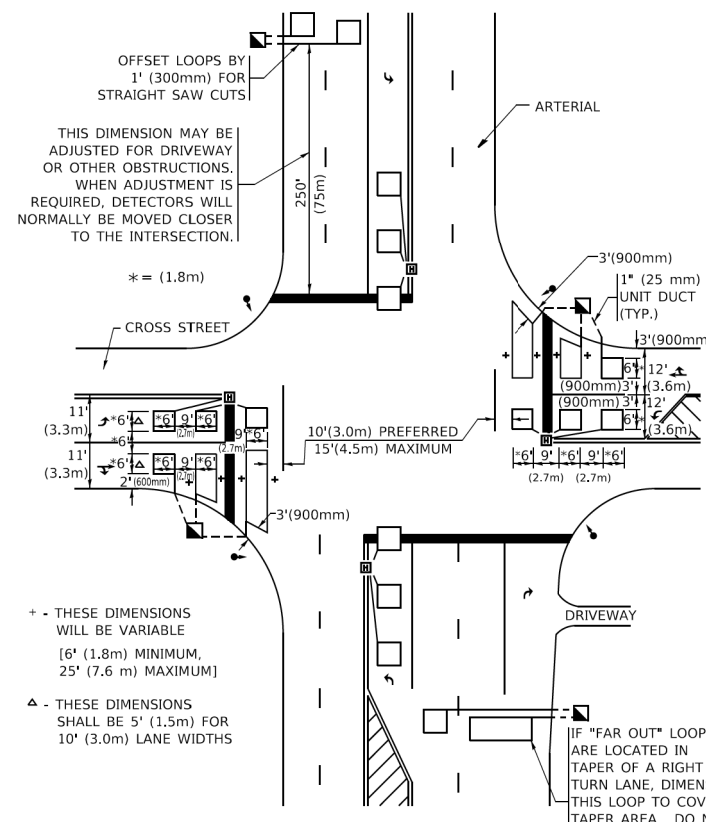 OFFSET LOOPS BY
1' (300mm) FOR
STRAIGHT SAW CUTS
ARTERIAL
THIS DIMENSION MAY BE
ADJUSTED FOR DRIVEWAY
OR OTHER OBSTRUCTIONS.
WHEN ADJUSTMENT IS
REQUIRED, DETECTORS WILL
NORMALLY BE MOVED CLOSER
TO THE INTERSECTION.
250'
(75m)
*= (1.8m)
H
3'(900mm)
1" (25 mm)
UNIT DUCT
(TYP.)
CROSS STREET
3'(900mm
6'* 12'
(3.6m)
(900mm) 3'
(900mm) 3' 12'
6'*
(3.6m)
H
*6' 9' *6' 9' *6'
(2.7m) (2.7m)
H
11'
(3.3m)
*6' Δ *6' 9' *6'
(2.7m)
*6'
9' *6'
(2.7m)
11'
(3.3m)
*6' Δ *6' 9' *6'
(2.7m)
2' (600mm)
10'(3.0m) PREFERRED
15'(4.5m) MAXIMUM
3'(900mm)
H
+ - THESE DIMENSIONS
WILL BE VARIABLE
[6' (1.8m) MINIMUM,
25' (7.6 m) MAXIMUM]
Δ - THESE DIMENSIONS
SHALL BE 5' (1.5m) FOR
10' (3.0m) LANE WIDTHS
DRIVEWAY
IF "FAR OUT" LOOP
ARE LOCATED IN
TAPER OF A RIGHT
TURN LANE, DIMEN
THIS LOOP TO COV
TAPER AREA. DO N